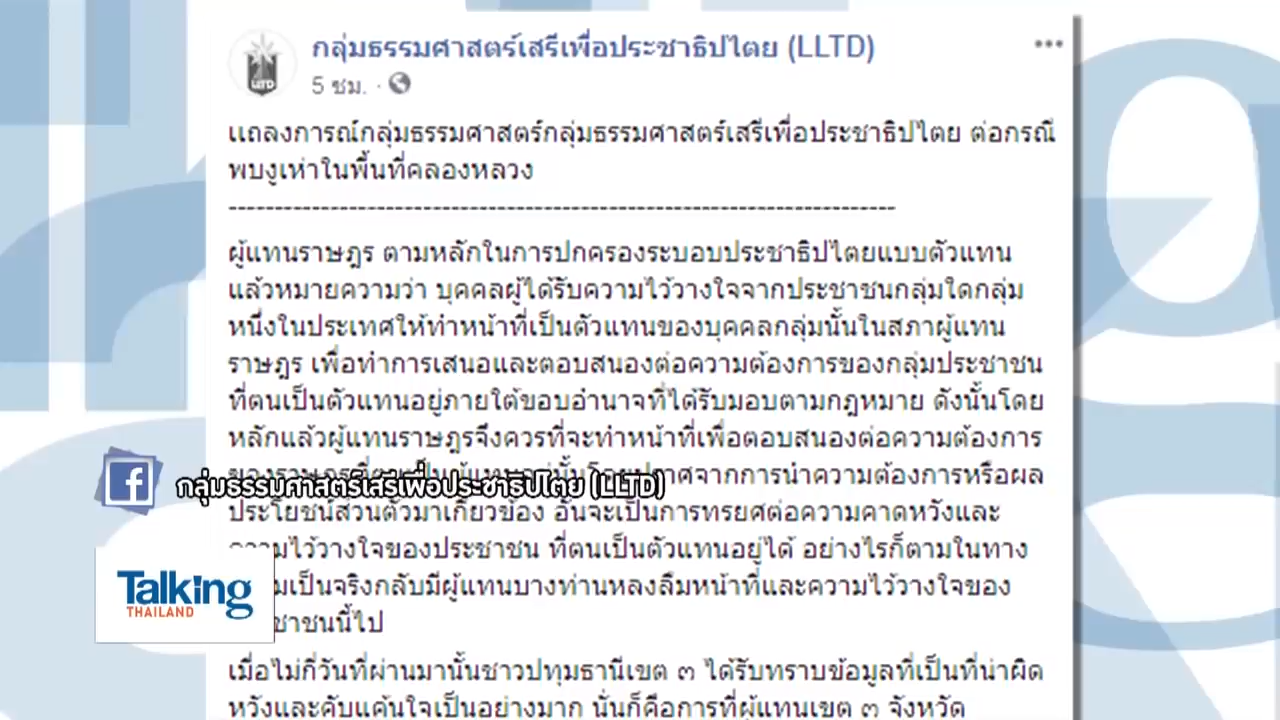 กลุ่มธรรมศาสตร์เสรีเพื่อประชาธิปไตย (LLTD)
5 ชม. ·
LLTD
แถลงการณ์กลุ่มธรรมศาสตร์กลุ่มธรรมศาสตร์เสรีเพื่อประชาธิปไตย ต่อกรณี
พบงูเห่าในพื้นที่คลองหลวง
--------------------------------------------------------------------------
ผู้แทนราษฎร ตามหลักในการปกครองระบอบประชาธิปไตยแบบตัวแทน
แล้วหมายความว่า บุคคลผู้ได้รับความไว้วางใจจากประชาชนกลุ่มใดกลุ่ม
หนึ่งในประเทศให้ทำหน้าที่เป็นตัวแทนของบุคคลกลุ่มนั้นในสภาผู้แทน
ราษฎร เพื่อทำการเสนอและตอบสนองต่อความต้องการของกลุ่มประชาชน
ที่ตนเป็นตัวแทนอยู่ภายใต้ขอบอำนาจที่ได้รับมอบตามกฎหมาย ดังนั้นโดย
หลักแล้วผู้แทนราษฎรจึงควรที่จะทำหน้าที่เพื่อตอบสนองต่อความต้องการ
จากการนำความต้องการหรือผล
f กลุ่มธรรมศาสตร์เสรีเพื่อประชาธิปไตย (LLTD)
ประโยชน์ส่วนตัวมาเกี่ยวข้อง อันจะเป็นการทรยศต่อความคาดหวังและ
ความไว้วางใจของประชาชน ที่ตนเป็นตัวแทนอยู่ได้ อย่างไรก็ตามในทาง
เป็นจริงกลับมีผู้แทนบางท่านหลงลืมหน้าที่และความไว้วางใจของ
ชาชนนี้ไป
Talking
THAILAND
เมื่อไม่กี่วันที่ผ่านมานั้นชาวปทุมธานีเขต ๓ ได้รับทราบข้อมูลที่เป็นที่น่าผิด
หวังและคับแค้นใจเป็นอย่างมาก นั่นก็คือการที่ผู้แทนเขต ๓ จังหวัด